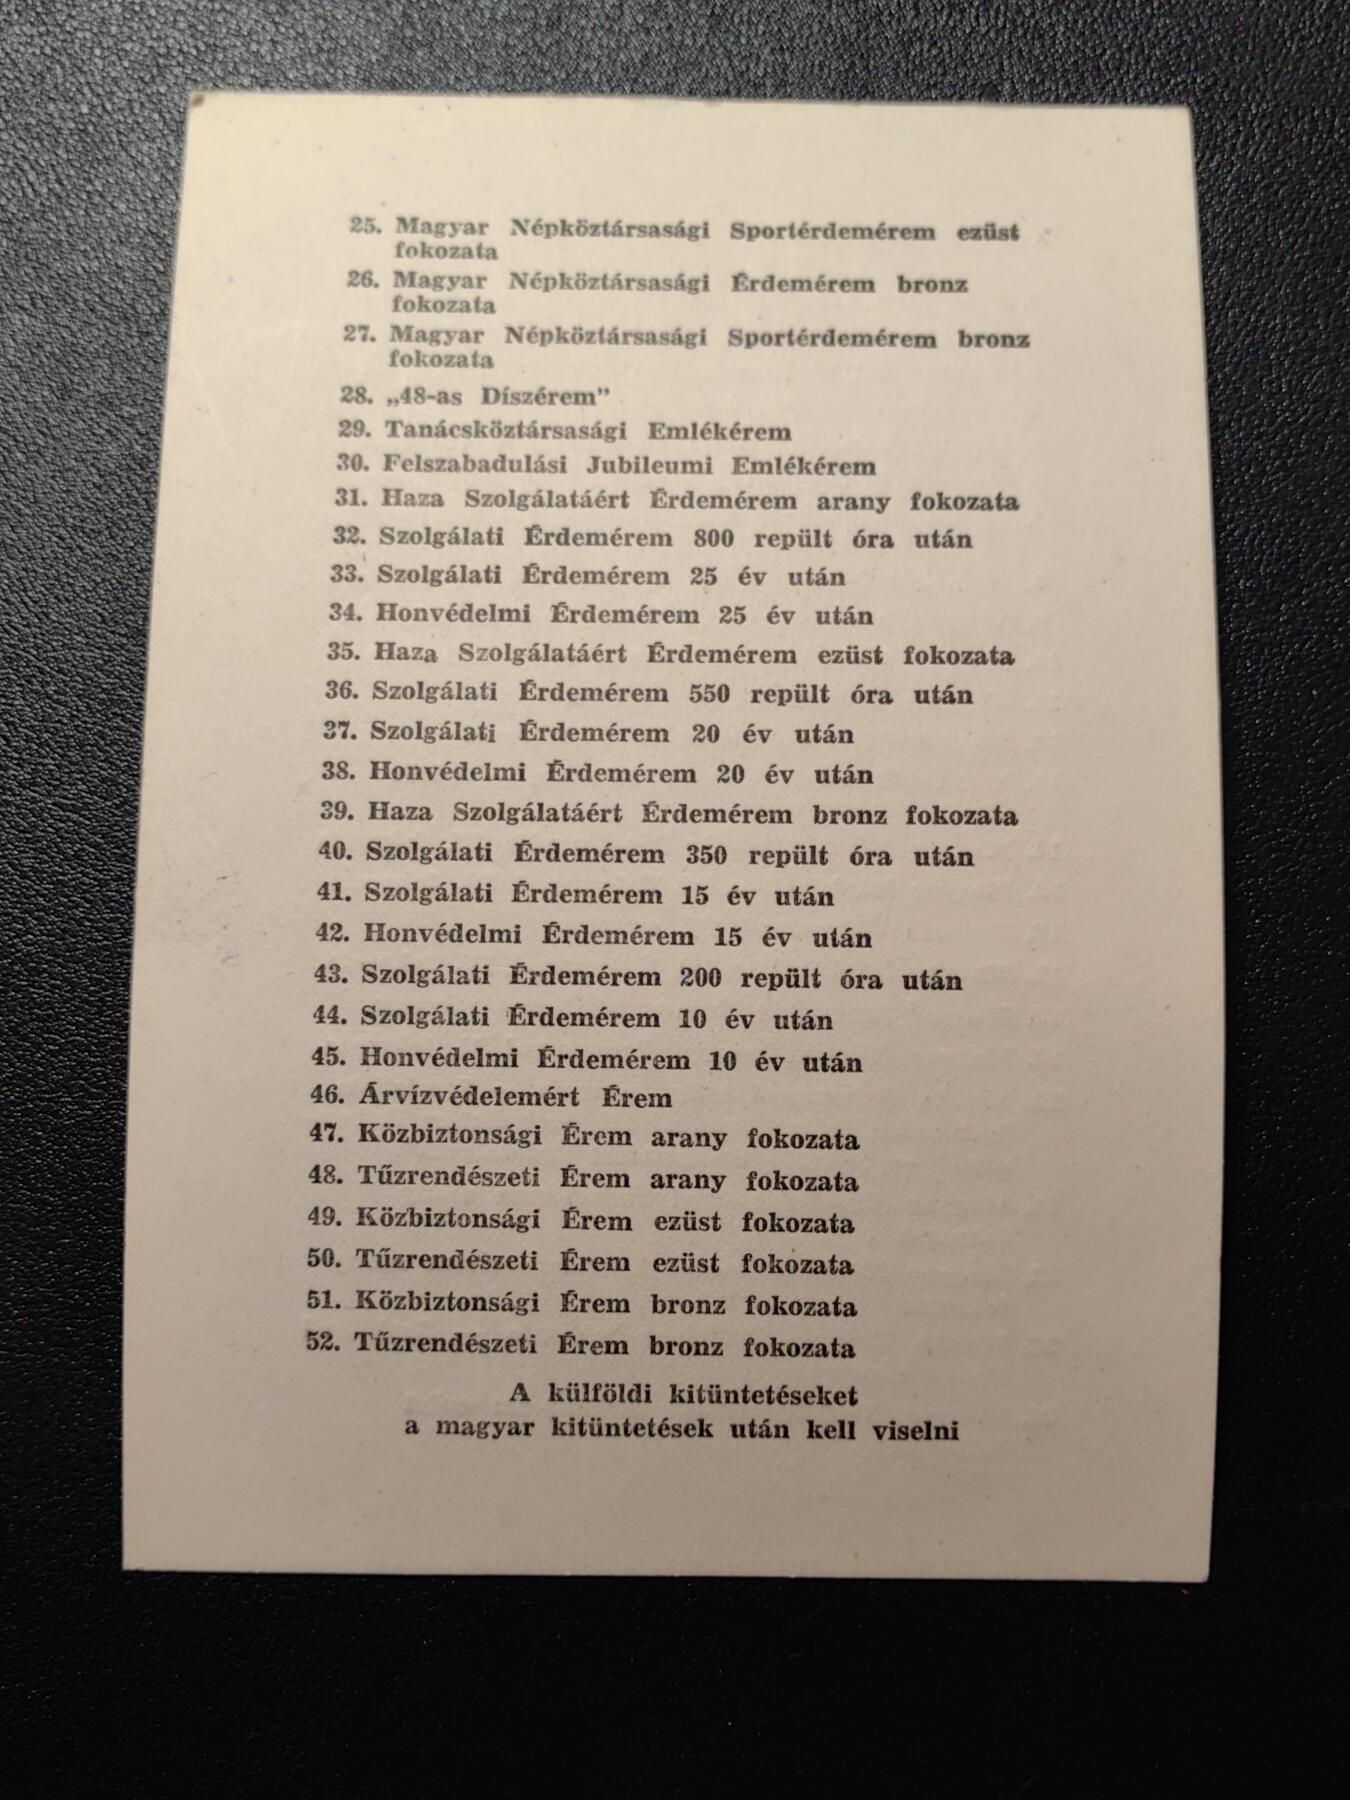 25. Magyar Népköztársasági Sportérdemérem ezüst
fokozata
26. Magyar Népköztársasági Érdemérem bronz
fokozata
27. Magyar Népköztársasági Sportérdemérem bronz
fokozata
28. „48-as Díszérem”
29. Tanácsköztársasági Emlékérem
30. Felszabadulási Jubileumi Emlékérem
31. Haza Szolgálatáért Érdemérem arany fokozata
32. Szolgálati Érdemérem 800 repült óra után
33. Szolgálati Érdemérem 25 év után
34. Honvédelmi Érdemérem 25 év után
35. Haza Szolgálatáért Érdemérem ezüst fokozata
36. Szolgálati Érdemérem 550 repült óra után
37. Szolgálati Érdemérem 20 év után
38. Honvédelmi Érdemérem 20 év után
39. Haza Szolgálatáért Érdemérem bronz fokozata
40. Szolgálati Érdemérem 350 repült óra után
41. Szolgálati Érdemérem 15 év után
42. Honvédelmi Érdemérem 15 év után
43. Szolgálati Érdemérem 200 repült óra után
44. Szolgálati Érdemérem 10 év után
45. Honvédelmi Érdemérem 10 év után
46. Árvízvédelemért Érem
47. Közbiztonsági Érem arany fokozata
48. Tűzrendészeti Érem arany fokozata
49. Közbiztonsági Érem ezüst fokozata
50. Tűzrendészeti Érem ezüst fokozata
51. Közbiztonsági Érem bronz fokozata
52. Tűzrendészeti Érem bronz fokozata
A külföldi kitüntetéseket
a magyar kitüntetések után kell viselni